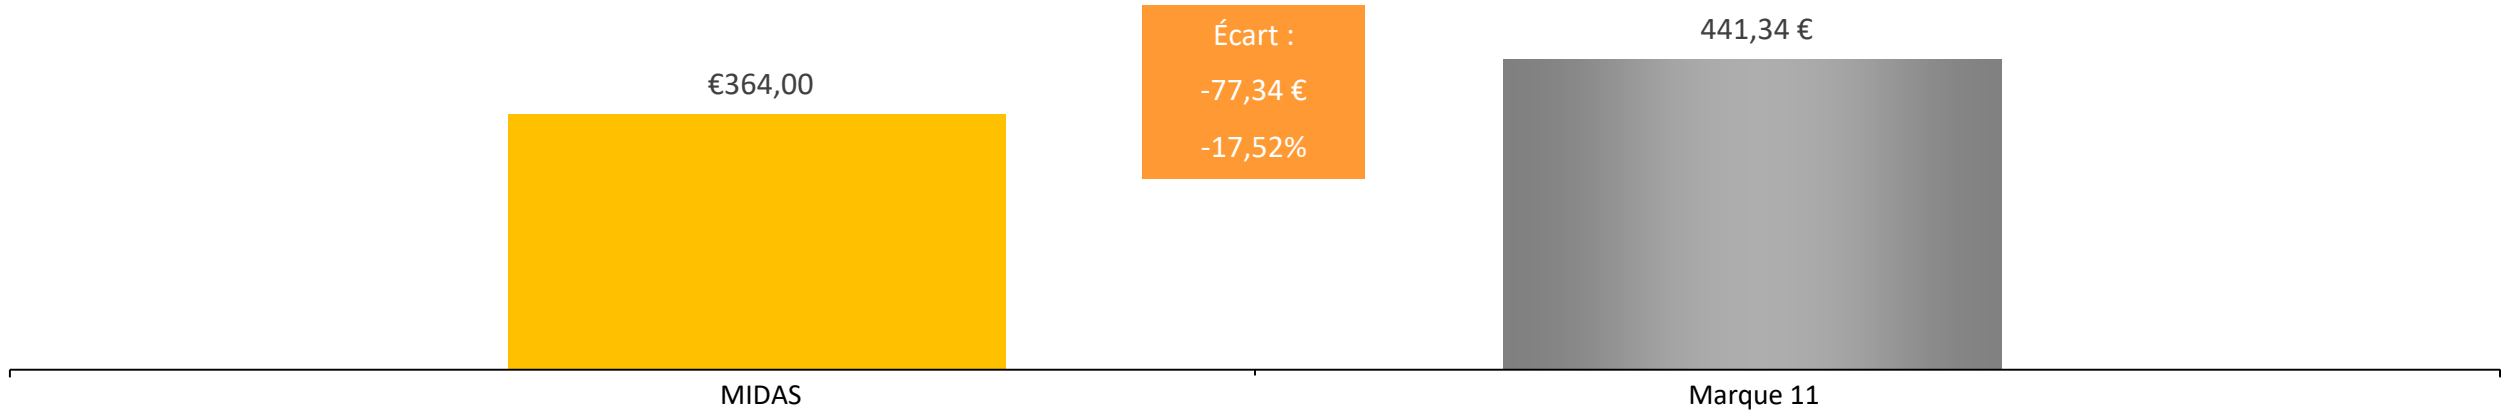 Écart :
-77,34 €
-17,52%
441,34 €
€364,00
MIDAS
Marque 11